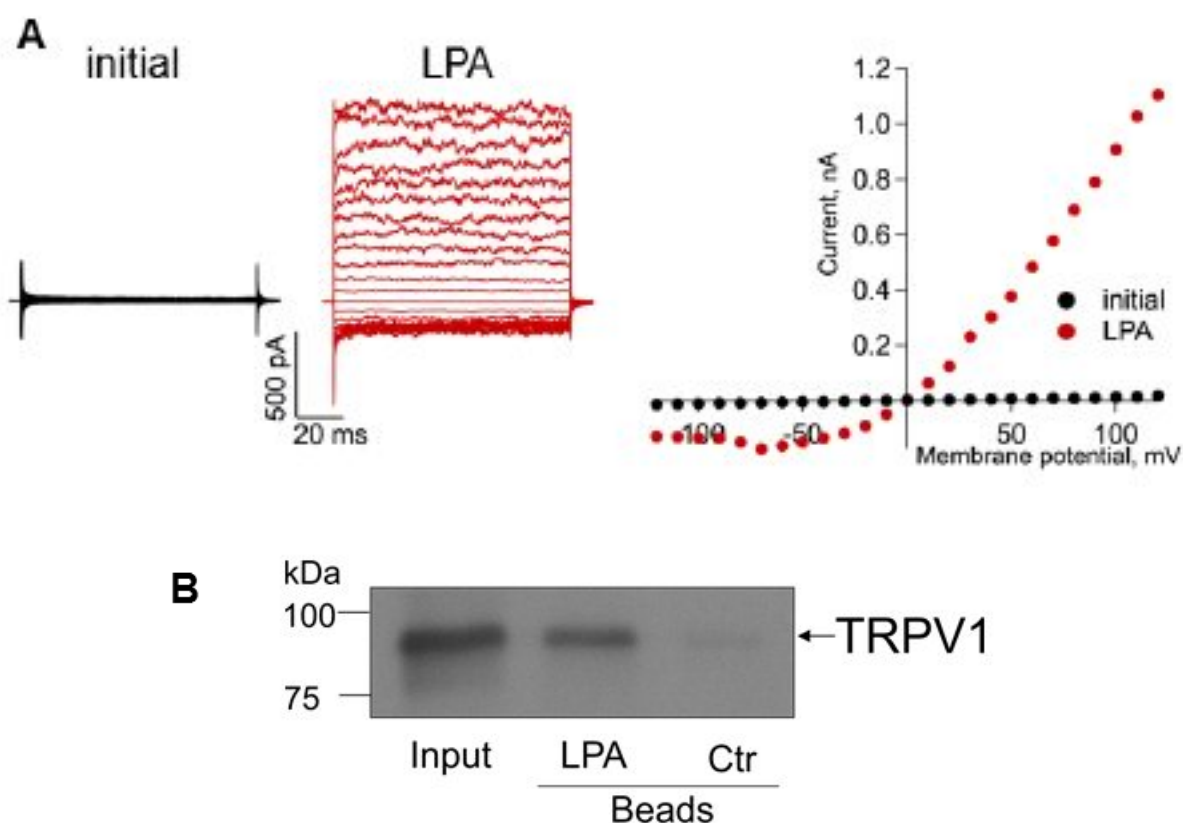 A
initial
LPA
500 pA
20 ms
1.2
1.0
0.8
0.6
0.4
0.2
Current, nA
initial
LPA
-100
-50
50
100
Membrane potential, mV
B
kDa
100
75
TRPV1
Input
LPA
Ctr
Beads